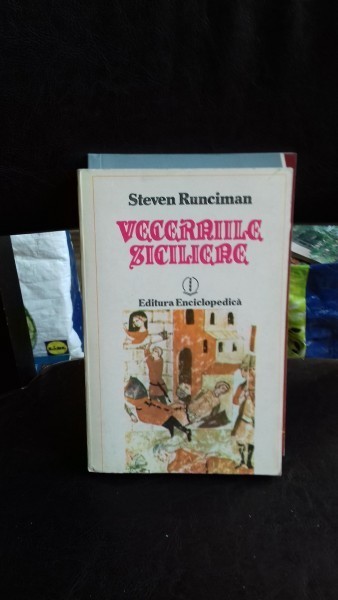 Steven Runciman
VECERNIILE
SICILIENE
Editura Enciclopedică